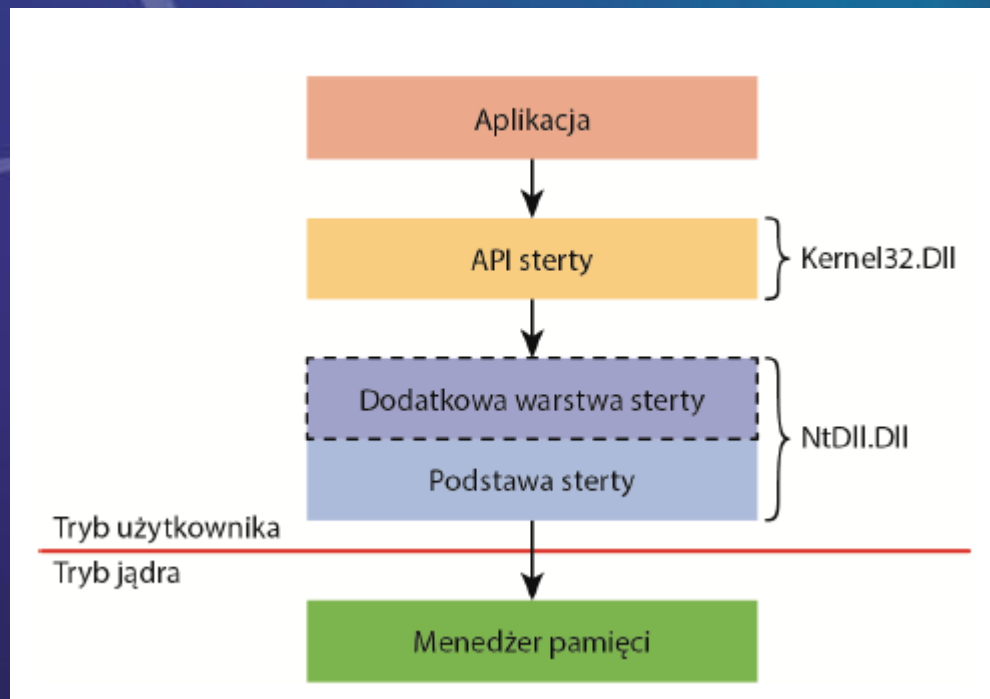 Aplikacja
API sterty
Kernel32.Dll
Dodatkowa warstwa sterty
NtDll.Dll
Podstawa sterty
Tryb użytkownika
Tryb jądra
Menedżer pamięci